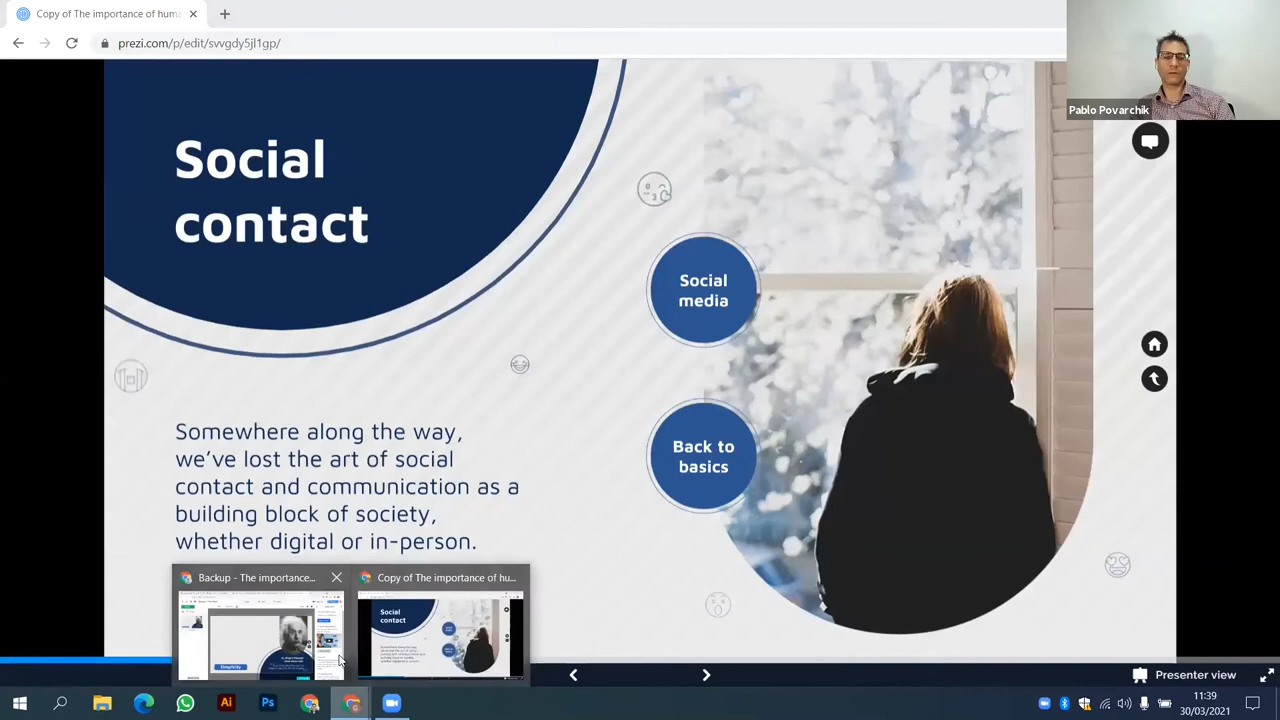 Copy of The importance of hum
prezi.com/p/edit/svvgdy5jl1gp/
Pablo Povarchik
Social
contact
Social
media
Back to
basics
Somewhere along the way,
we've lost the art of social
contact and communication as a
building block of society,
whether digital or in-person.
Backup - The importance...
Copy of The importance of hu...
Social
contact
Simplicity
Presenter view
Ai
Ps
11:39
30/03/2021